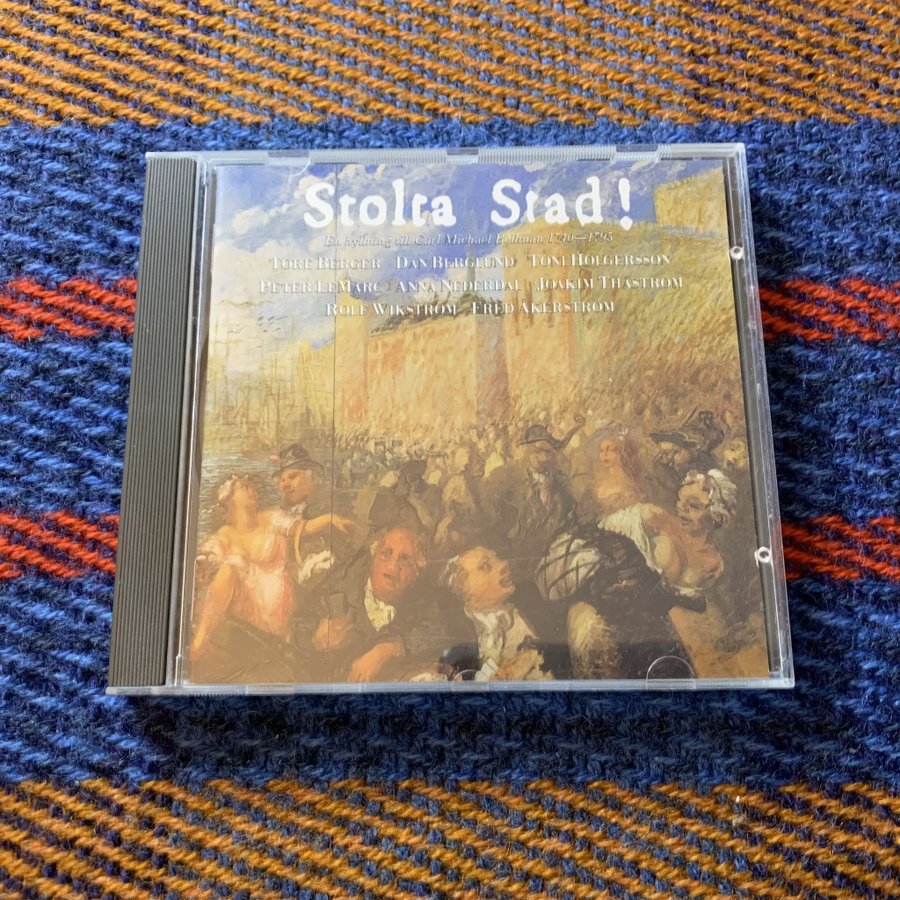 Stolta Stad!
En hyllning till Carl Michael Bellman 1740—1795
TORE BERGER DAN BERGLUND TONI HOLGERSSON
PETER LEMARC ANNA NEDERDAL JOAKIM THÅSTRÖM
ROLF WIKSTRÖM FRED ÅKERSTRÖM